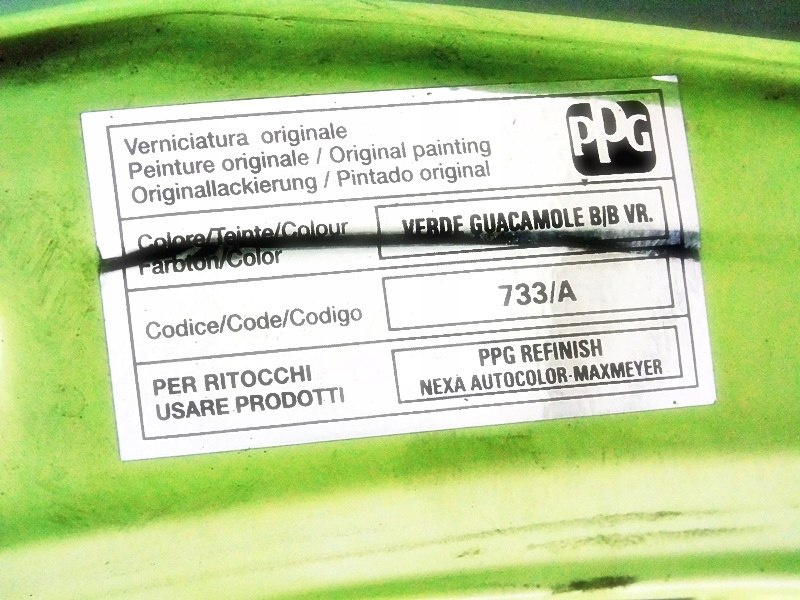 Verniciatura originale
Peinture originale / Original painting
Originallackierung / Pintado original
PPG
Colore/Teinte/Colour
Farbton/Color
VERDE GUACAMOLE B/B VR.
Codice/Code/Codigo
733/A
PER RITOCCHI
USARE PRODOTTI
PPG REFINISH
NEXA AUTOCOLOR-MAXMEYER